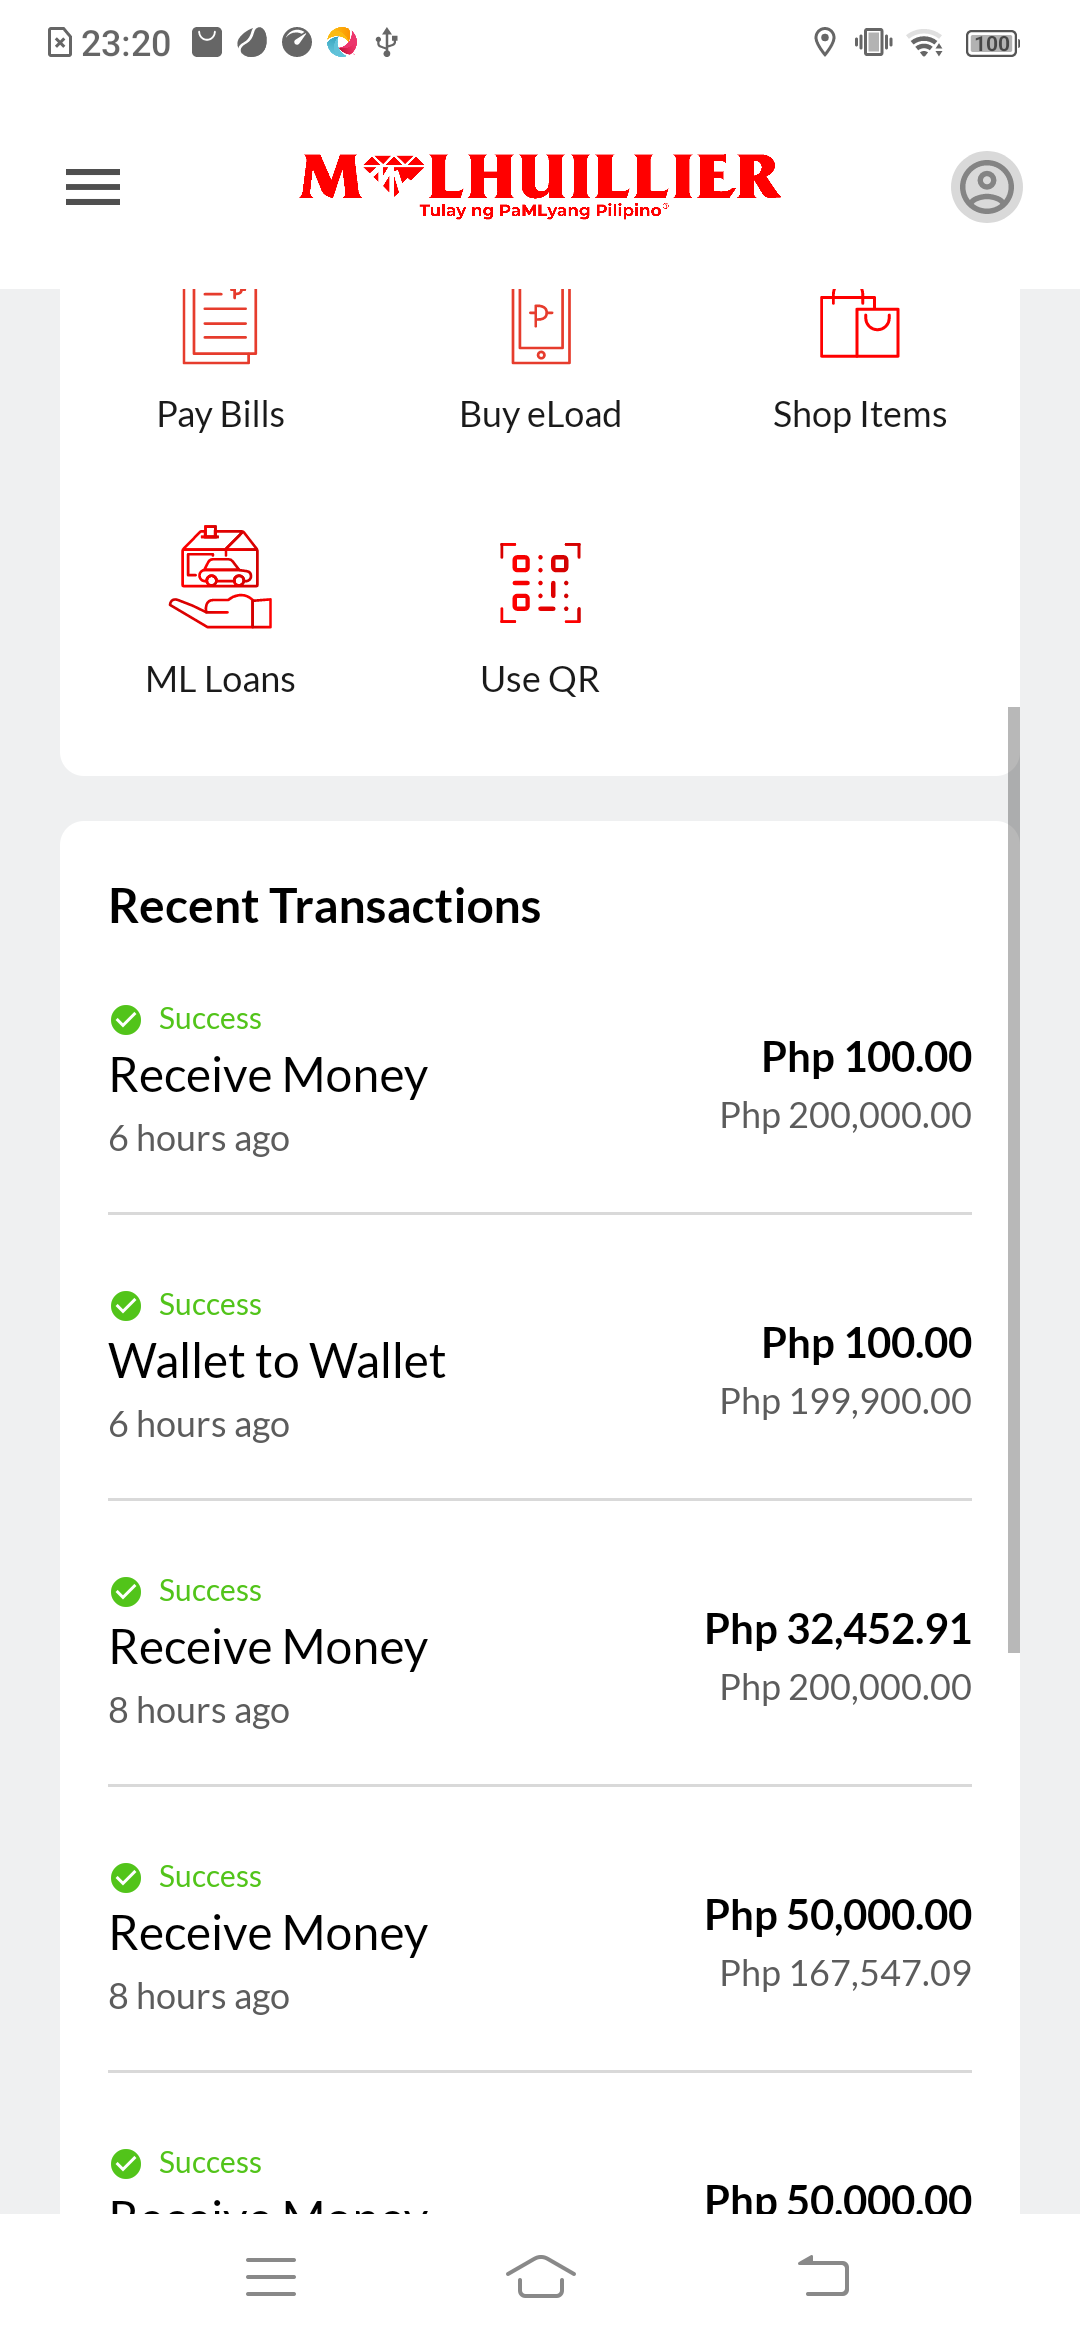 23:20
100
M LHUILLIER
Tulay ng PaMLyang Pilipino
Pay Bills
Buy eLoad
Shop Items
ML Loans
Use QR
Recent Transactions
Success
Receive Money
6 hours ago
Php 100.00
Php 200,000.00
Success
Wallet to Wallet
6 hours ago
Php 100.00
Php 199,900.00
Success
Receive Money
8 hours ago
Php 32,452.91
Php 200,000.00
Success
Receive Money
8 hours ago
Php 50,000.00
Php 167,547.09
Success
Receive Money
Php 50,000.00